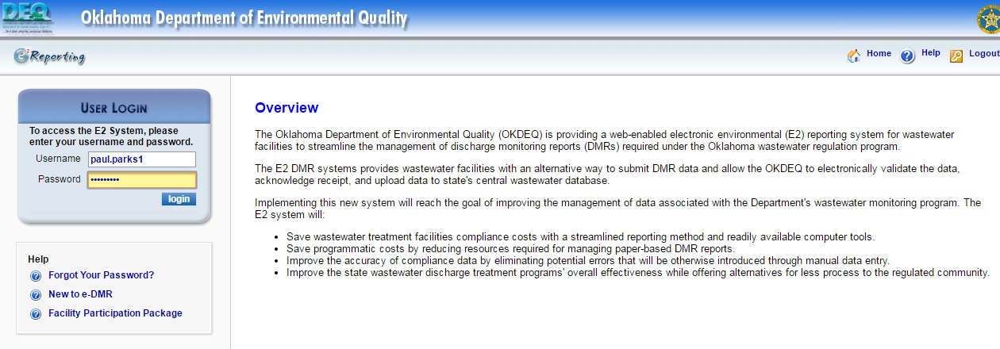 DEQ
Oklahoma Department of Environmental Quality
e2Reporting
Home
Help
Logout
USER LOGIN
To access the E2 System, please
enter your username and password.
Username paul.parks1
Password •••••••••
login
Help
Forgot Your Password?
New to e-DMR
Facility Participation Package
Overview
The Oklahoma Department of Environmental Quality (OKDEQ) is providing a web-enabled electronic environmental (E2) reporting system for wastewater
facilities to streamline the management of discharge monitoring reports (DMRs) required under the Oklahoma wastewater regulation program.
The E2 DMR systems provides wastewater facilities with an alternative way to submit DMR data and allow the OKDEQ to electronically validate the data,
acknowledge receipt, and upload data to state's central wastewater database.
Implementing this new system will reach the goal of improving the management of data associated with the Department's wastewater monitoring program. The
E2 system will:
• Save wastewater treatment facilities compliance costs with a streamlined reporting method and readily available computer tools.
• Save programmatic costs by reducing resources required for managing paper-based DMR reports.
• Improve the accuracy of compliance data by eliminating potential errors that will be otherwise introduced through manual data entry.
• Improve the state wastewater discharge treatment programs' overall effectiveness while offering alternatives for less process to the regulated community.